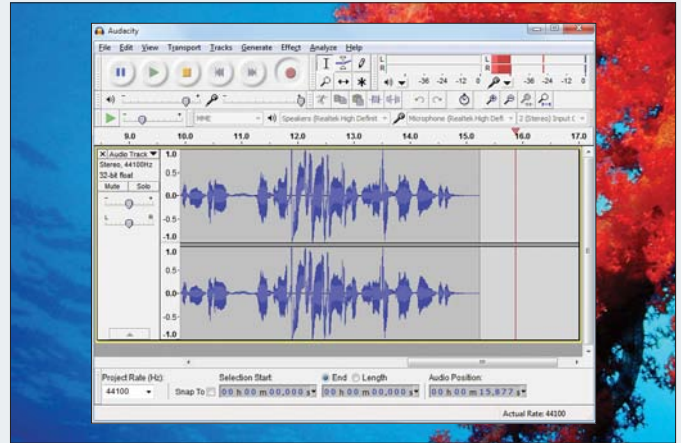 Audacity
File Edit View Transport Tracks Generate Effect Analyze Help
L
R
-36 -24 -12 0
L
R
-36 -24 -12 0
MME
Speakers (Realtek High Definit
Microphone (Realtek High Defi
2 (Stereo) Input C
9.0 10.0 11.0 12.0 13.0 14.0 15.0 16.0 17.0
Audio Track
Stereo, 44100Hz
32-bit float
Mute Solo
- +
L R
1.0
0.5
0.0
-0.5
-1.0
1.0
0.5
0.0
-0.5
-1.0
Project Rate (Hz): Selection Start: End Length Audio Position:
44100 Snap To 00 h 00 m 00,000 s 00 h 00 m 00,000 s 00 h 00 m 15,877 s
Actual Rate: 44100